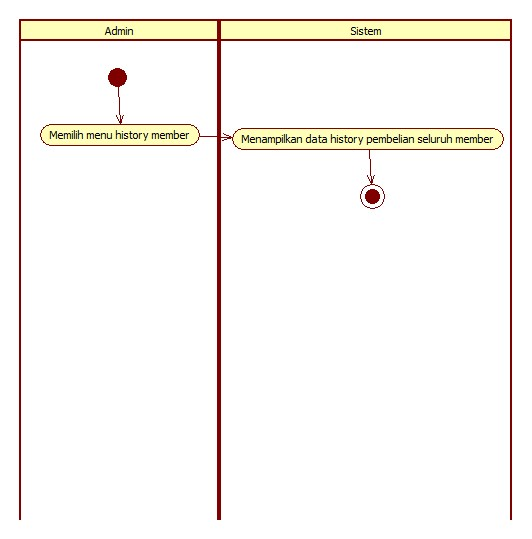 Admin
Sistem
Memilih menu history member
Menampilkan data history pembelian seluruh member